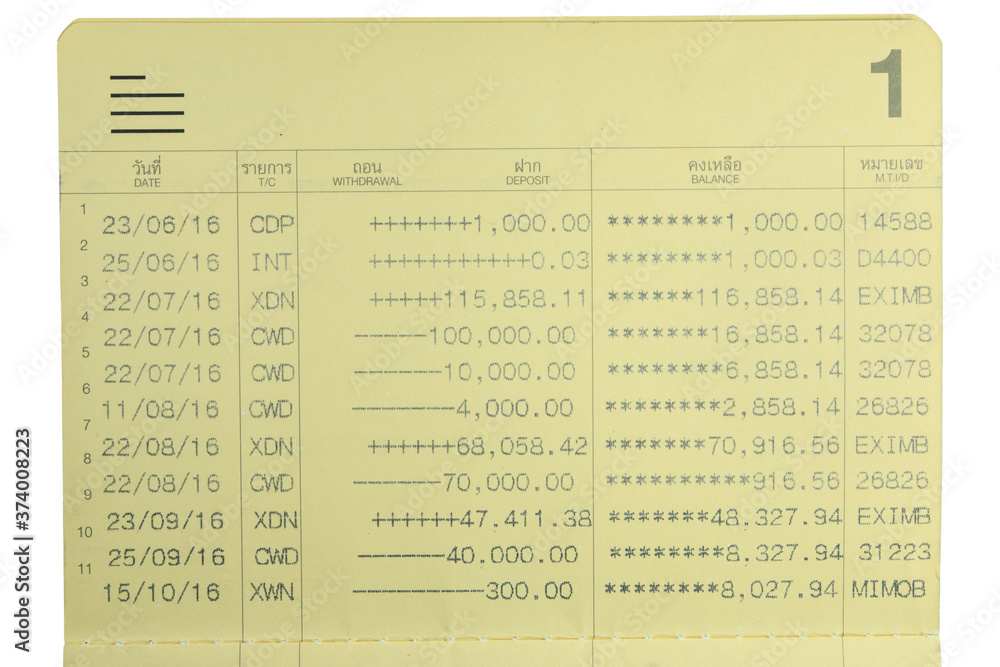 1
วันที่ รายการ ถอน ฝาก คงเหลือ หมายเลข
DATE T/C WITHDRAWAL DEPOSIT BALANCE M.T.I/D
1 23/06/16 CDP +++++++1,000.00 ********1,000.00 14588
2 25/06/16 INT +++++++++++0.03 ********1,000.03 D4400
3 22/07/16 XDN +++++115,858.11 ******116,858.14 EXIMB
4 22/07/16 CWD -----100,000.00 *******16,858.14 32078
5 22/07/16 CWD ------10,000.00 ********6,858.14 32078
6 11/08/16 CWD -------4,000.00 ********2,858.14 26826
7 22/08/16 XDN ++++++68,058.42 *******70,916.56 EXIMB
8 22/08/16 CWD ------70,000.00 **********916.56 26826
9 23/09/16 XDN ++++++47.411.38 *******48.327.94 EXIMB
10 25/09/16 CWD ------40.000.00 ********8.327.94 31223
11 15/10/16 XWN ---------300.00 ********8,027.94 MIMOB
Adobe Stock | #374008223
Adobe Stock